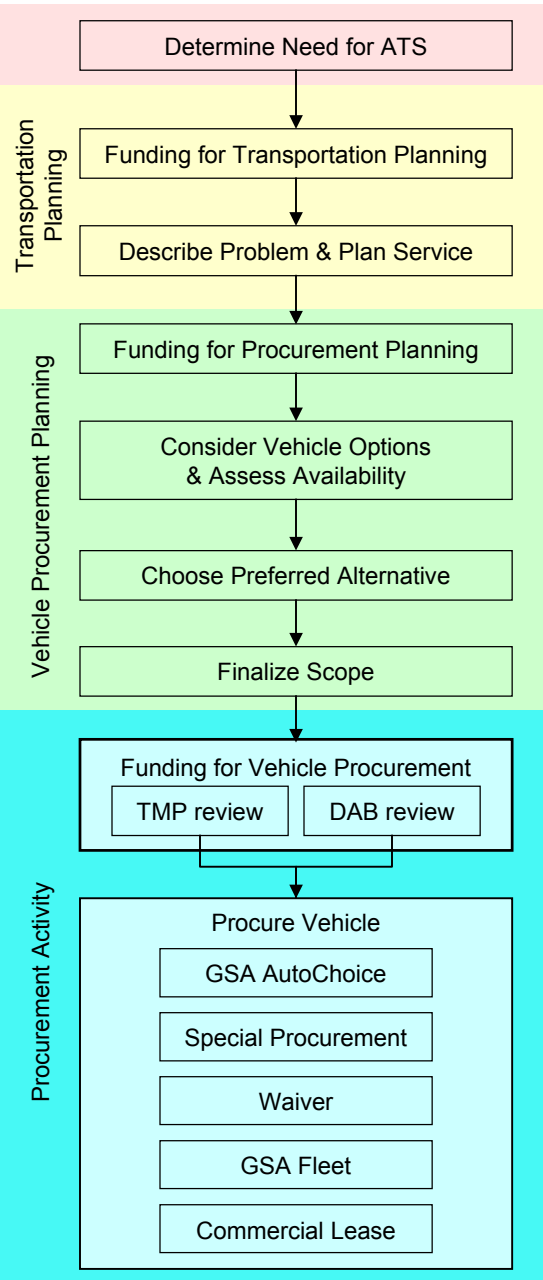 Determine Need for ATS
Transportation
Planning
Funding for Transportation Planning
Describe Problem & Plan Service
Vehicle Procurement Planning
Funding for Procurement Planning
Consider Vehicle Options
& Assess Availability
Choose Preferred Alternative
Finalize Scope
Procurement Activity
Funding for Vehicle Procurement
TMP review
DAB review
Procure Vehicle
GSA AutoChoice
Special Procurement
Waiver
GSA Fleet
Commercial Lease